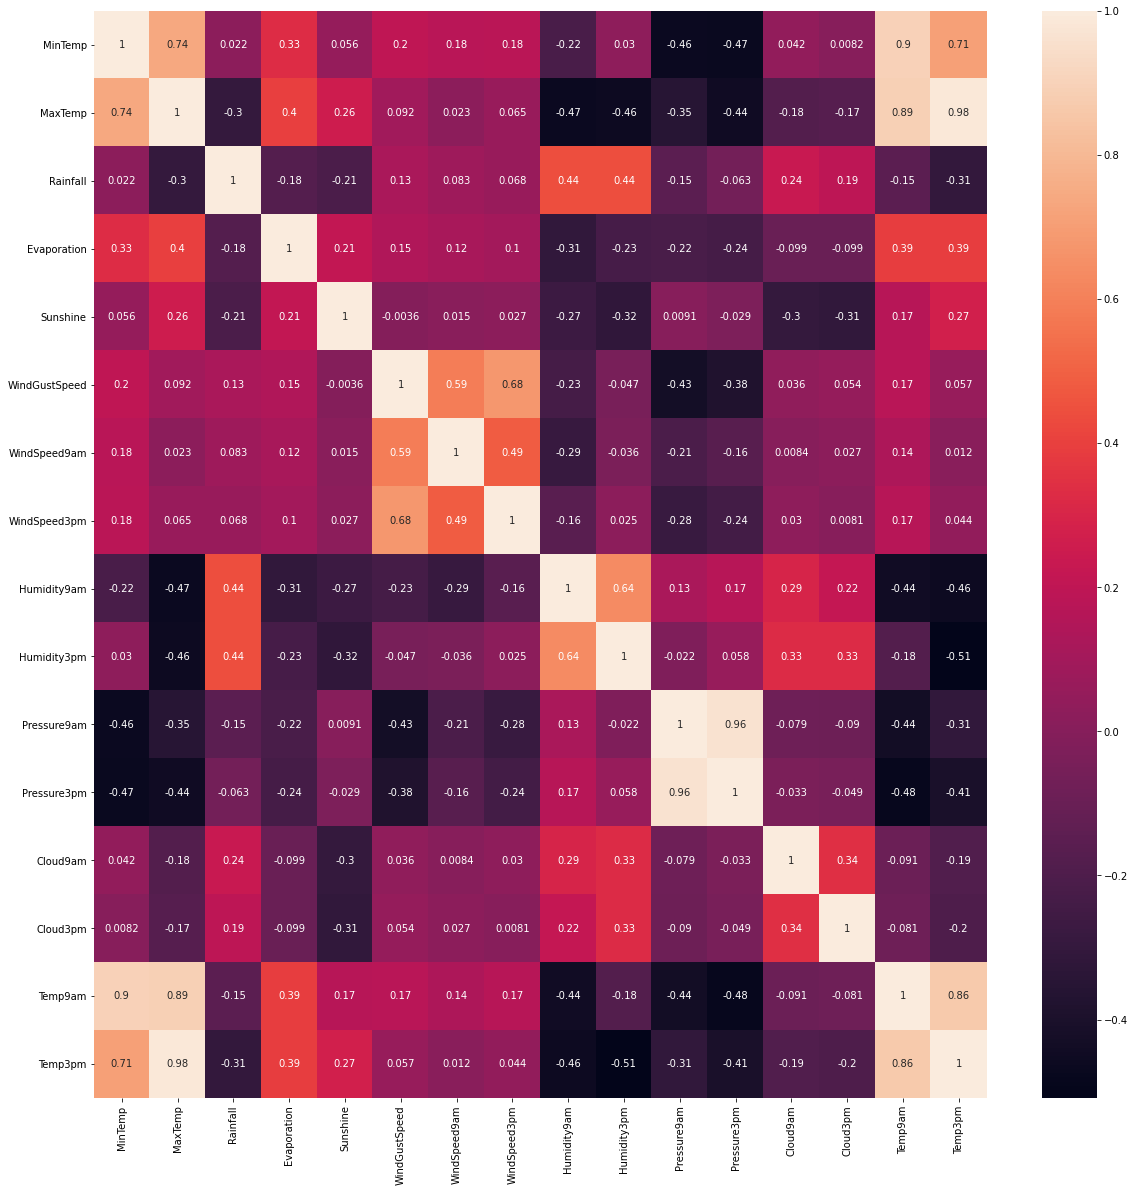 MinTemp 1 0.74 0.022 0.33 0.056 0.2 0.18 0.18 -0.22 0.03 -0.46 -0.47 0.042 0.0082 0.9 0.71
MaxTemp 0.74 1 -0.3 0.4 0.26 0.092 0.023 0.065 -0.47 -0.46 -0.35 -0.44 -0.18 -0.17 0.89 0.98
Rainfall 0.022 -0.3 1 -0.18 -0.21 0.13 0.083 0.068 0.44 0.44 -0.15 -0.063 0.24 0.19 -0.15 -0.31
Evaporation 0.33 0.4 -0.18 1 0.21 0.15 0.12 0.1 -0.31 -0.23 -0.22 -0.24 -0.099 -0.099 0.39 0.39
Sunshine 0.056 0.26 -0.21 0.21 1 -0.0036 0.015 0.027 -0.27 -0.32 0.0091 -0.029 -0.3 -0.31 0.17 0.27
WindGustSpeed 0.2 0.092 0.13 0.15 -0.0036 1 0.59 0.68 -0.23 -0.047 -0.43 -0.38 0.036 0.054 0.17 0.057
WindSpeed9am 0.18 0.023 0.083 0.12 0.015 0.59 1 0.49 -0.29 -0.036 -0.21 -0.16 0.0084 0.027 0.14 0.012
WindSpeed3pm 0.18 0.065 0.068 0.1 0.027 0.68 0.49 1 -0.16 0.025 -0.28 -0.24 0.03 0.0081 0.17 0.044
Humidity9am -0.22 -0.47 0.44 -0.31 -0.27 -0.23 -0.29 -0.16 1 0.64 0.13 0.17 0.29 0.22 -0.44 -0.46
Humidity3pm 0.03 -0.46 0.44 -0.23 -0.32 -0.047 -0.036 0.025 0.64 1 -0.022 0.058 0.33 0.33 -0.18 -0.51
Pressure9am -0.46 -0.35 -0.15 -0.22 0.0091 -0.43 -0.21 -0.28 0.13 -0.022 1 0.96 -0.079 -0.09 -0.44 -0.31
Pressure3pm -0.47 -0.44 -0.063 -0.24 -0.029 -0.38 -0.16 -0.24 0.17 0.058 0.96 1 -0.033 -0.049 -0.48 -0.41
Cloud9am 0.042 -0.18 0.24 -0.099 -0.3 0.036 0.0084 0.03 0.29 0.33 -0.079 -0.033 1 0.34 -0.091 -0.19
Cloud3pm 0.0082 -0.17 0.19 -0.099 -0.31 0.054 0.027 0.0081 0.22 0.33 -0.09 -0.049 0.34 1 -0.081 -0.2
Temp9am 0.9 0.89 -0.15 0.39 0.17 0.17 0.14 0.17 -0.44 -0.18 -0.44 -0.48 -0.091 -0.081 1 0.86
Temp3pm 0.71 0.98 -0.31 0.39 0.27 0.057 0.012 0.044 -0.46 -0.51 -0.31 -0.41 -0.19 -0.2 0.86 1
MinTemp MaxTemp Rainfall Evaporation Sunshine WindGustSpeed WindSpeed9am WindSpeed3pm Humidity9am Humidity3pm Pressure9am Pressure3pm Cloud9am Cloud3pm Temp9am Temp3pm
1.0
0.8
0.6
0.4
0.2
0.0
−0.2
−0.4